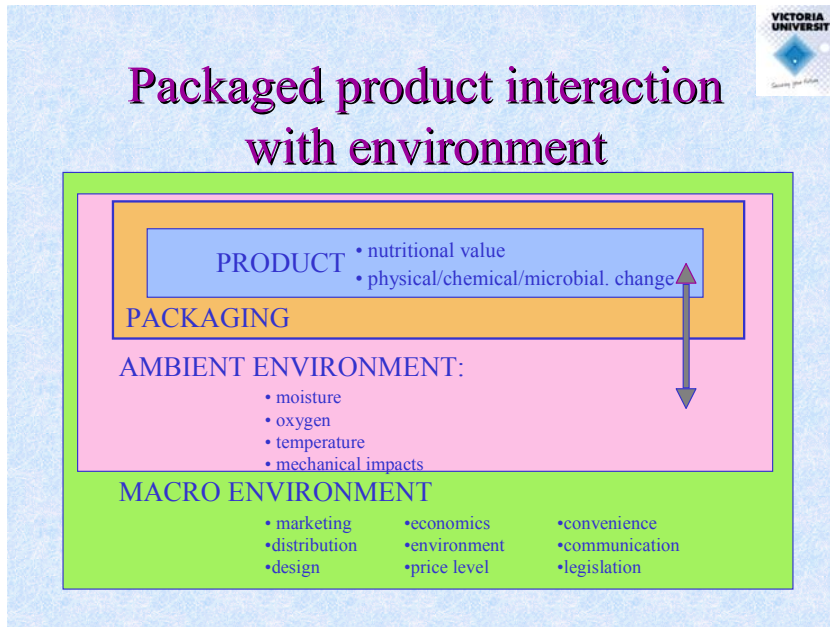 VICTORIA
UNIVERSIT
Packaged product interaction
with environment
PRODUCT
• nutritional value
• physical/chemical/microbial. change
PACKAGING
AMBIENT ENVIRONMENT:
• moisture
• oxygen
• temperature
• mechanical impacts
MACRO ENVIRONMENT
• marketing •economics •convenience
•distribution •environment •communication
•design •price level •legislation